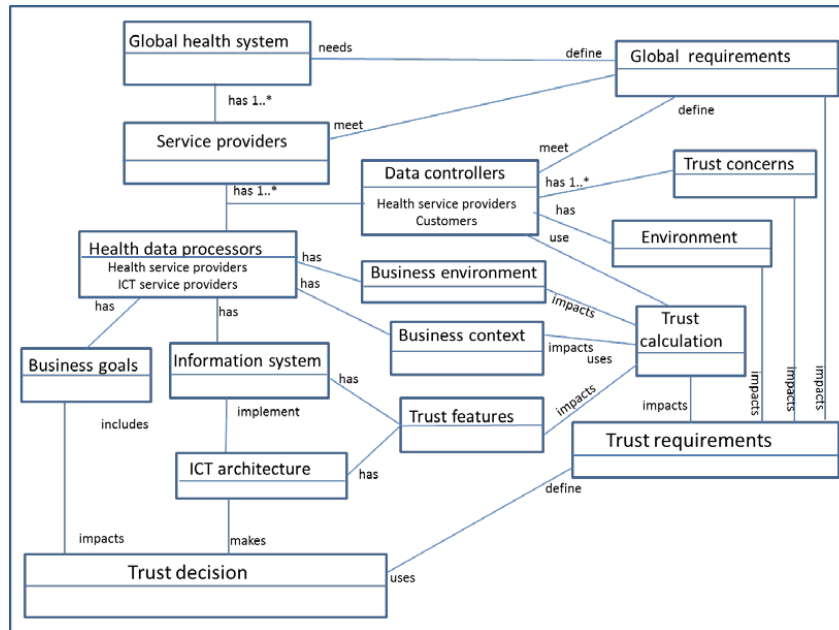 Global health system
needs
define
Global requirements
has 1..*
meet
define
Service providers
meet
Trust concerns
has 1..*
Data controllers
has 1..*
Health service providers
Customers
has
Environment
use
Health data processors
Health service providers
ICT service providers
has
Business environment
has
has
has
impacts
Trust
calculation
Business context
impacts
uses
Business goals
Information system
has
impacts
impacts
impacts
impacts
includes
implement
Trust features
impacts
Trust requirements
ICT architecture
has
define
impacts
makes
Trust decision
uses